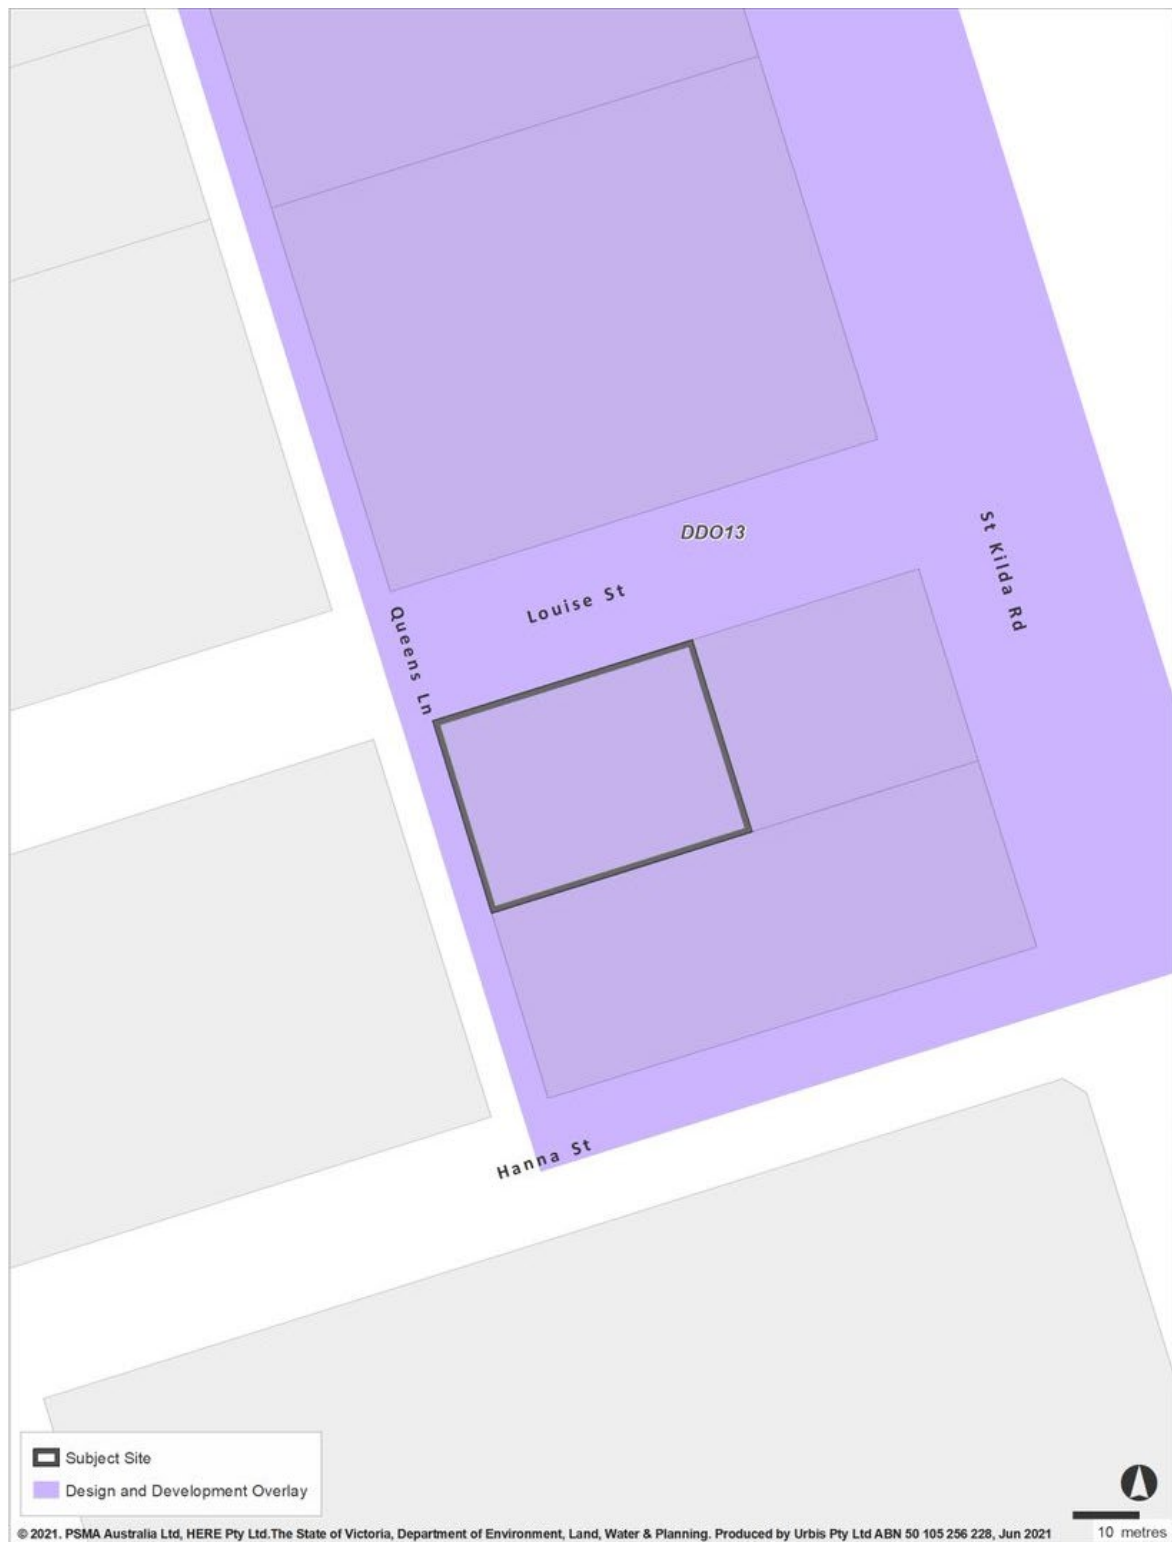 DDO13
St Kilda Rd
Louise St
Queens Ln
Hanna St
Subject Site
Design and Development Overlay
© 2021. PSMA Australia Ltd, HERE Pty Ltd.The State of Victoria, Department of Environment, Land, Water & Planning. Produced by Urbis Pty Ltd ABN 50 105 256 228, Jun 2021
10 metres